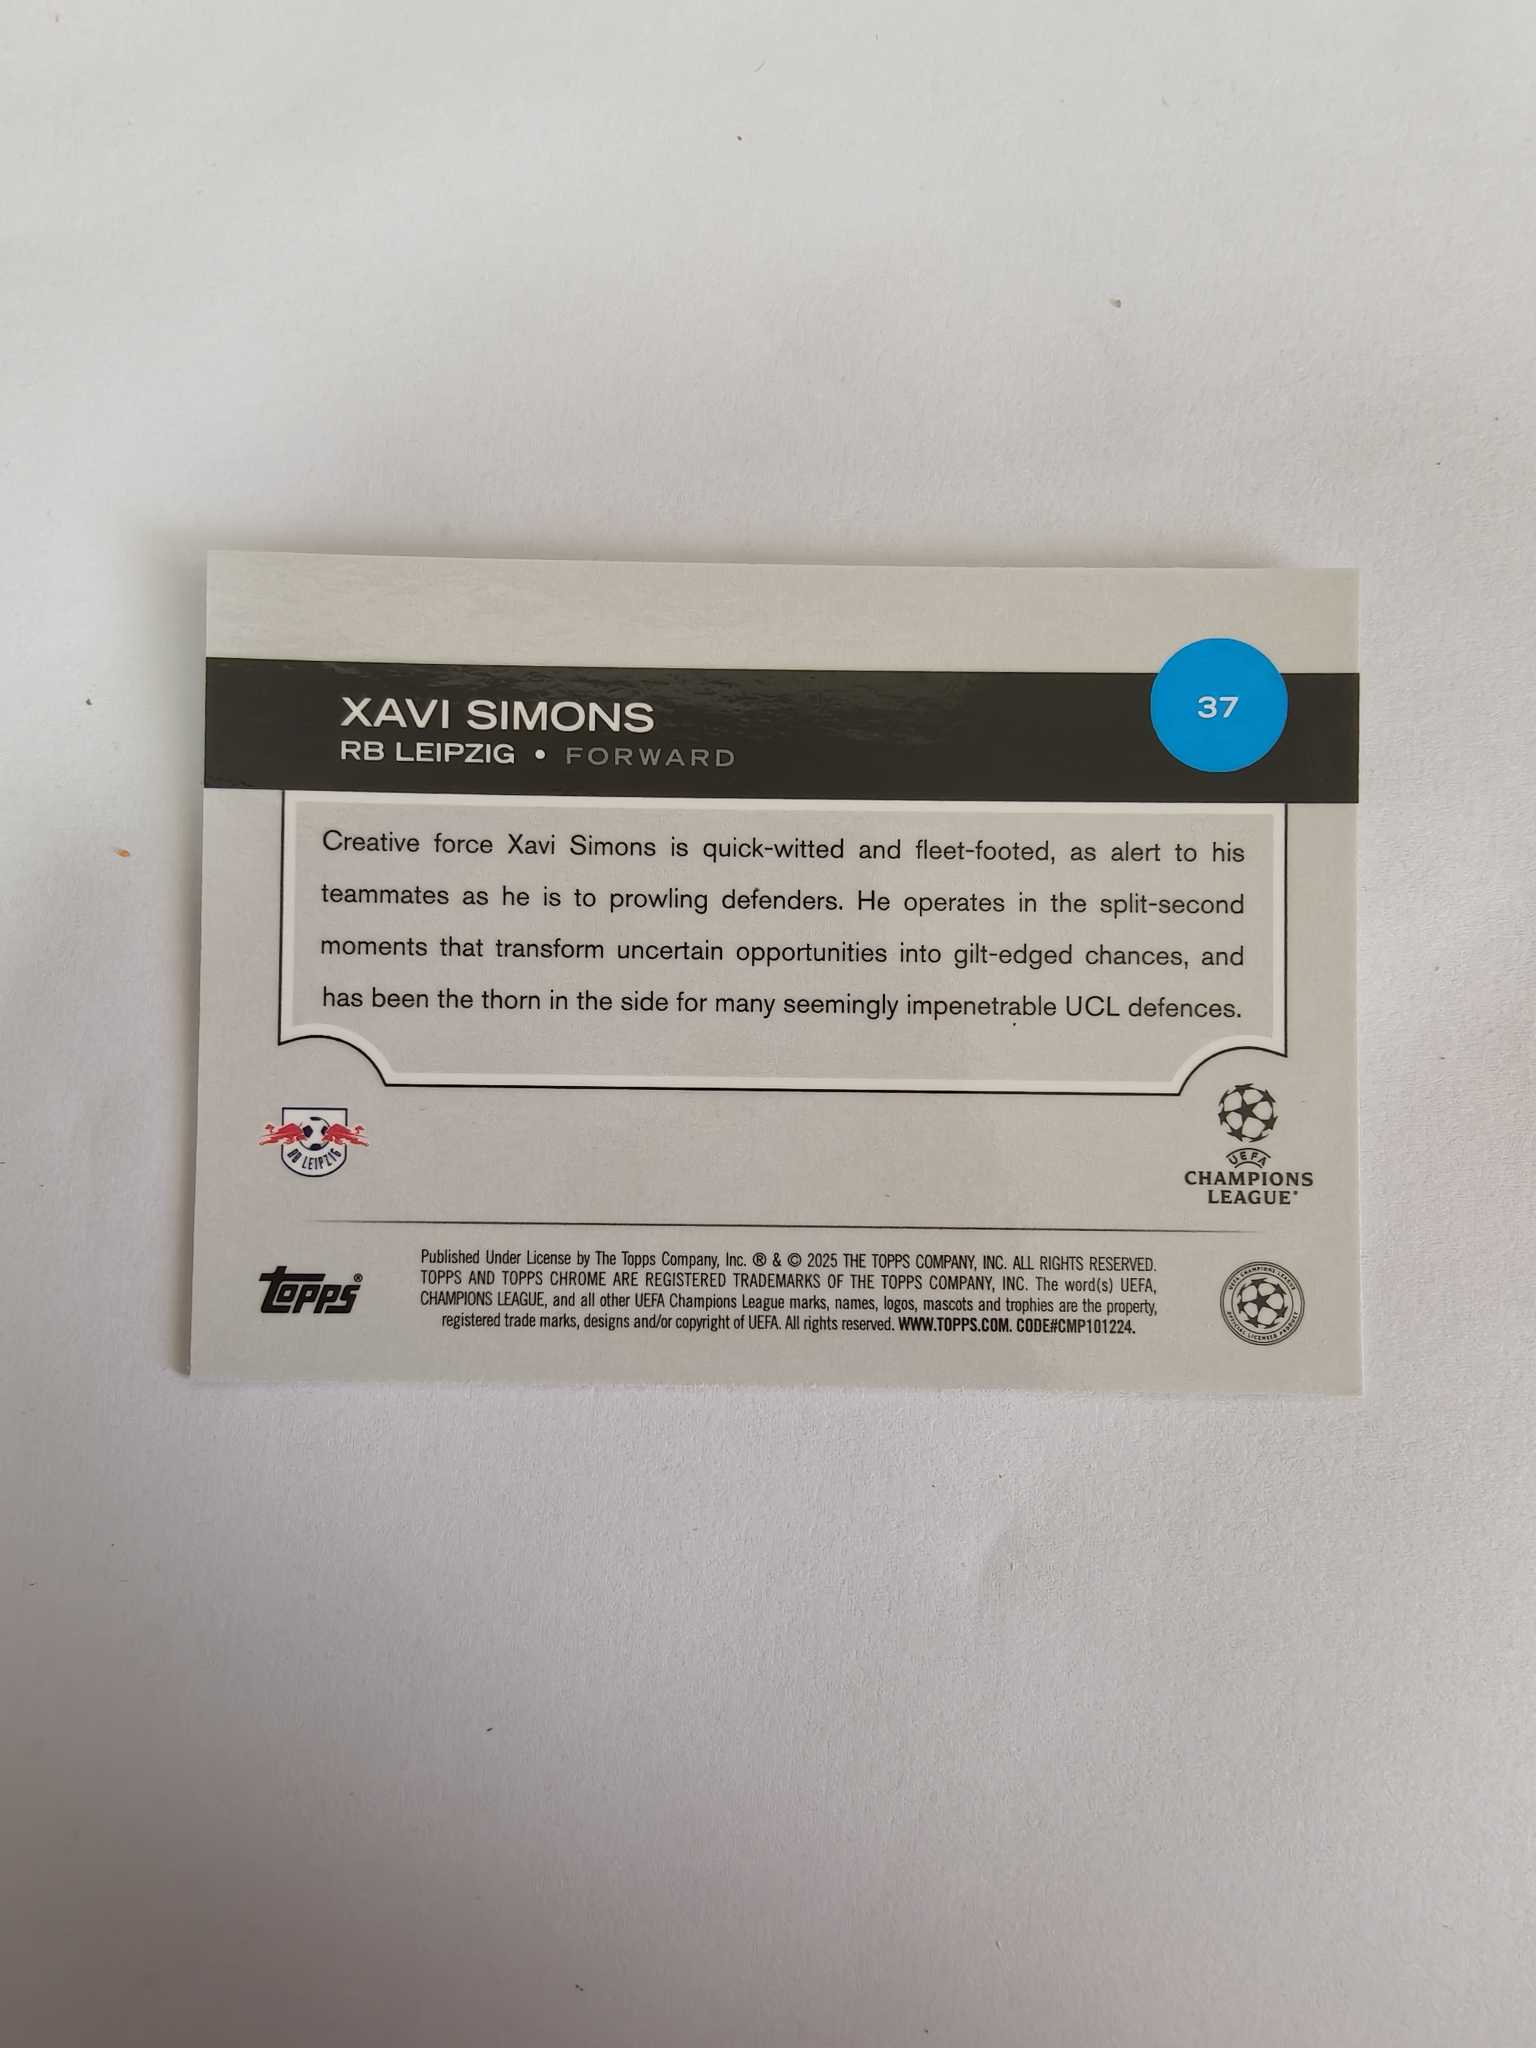 XAVI SIMONS
RB LEIPZIG • FORWARD
37
Creative force Xavi Simons is quick-witted and fleet-footed, as alert to his
teammates as he is to prowling defenders. He operates in the split-second
moments that transform uncertain opportunities into gilt-edged chances, and
has been the thorn in the side for many seemingly impenetrable UCL defences.
RB LEIPZIG
UEFA
CHAMPIONS
LEAGUE®
topps®
Published Under License by The Topps Company, Inc. ® & © 2025 THE TOPPS COMPANY, INC. ALL RIGHTS RESERVED.
TOPPS AND TOPPS CHROME ARE REGISTERED TRADEMARKS OF THE TOPPS COMPANY, INC. The word(s) UEFA,
CHAMPIONS LEAGUE, and all other UEFA Champions League marks, names, logos, mascots and trophies are the property,
registered trade marks, designs and/or copyright of UEFA. All rights reserved. WWW.TOPPS.COM. CODE#CMP101224.
UEFA CHAMPIONS LEAGUE
OFFICIAL LICENSED PRODUCT